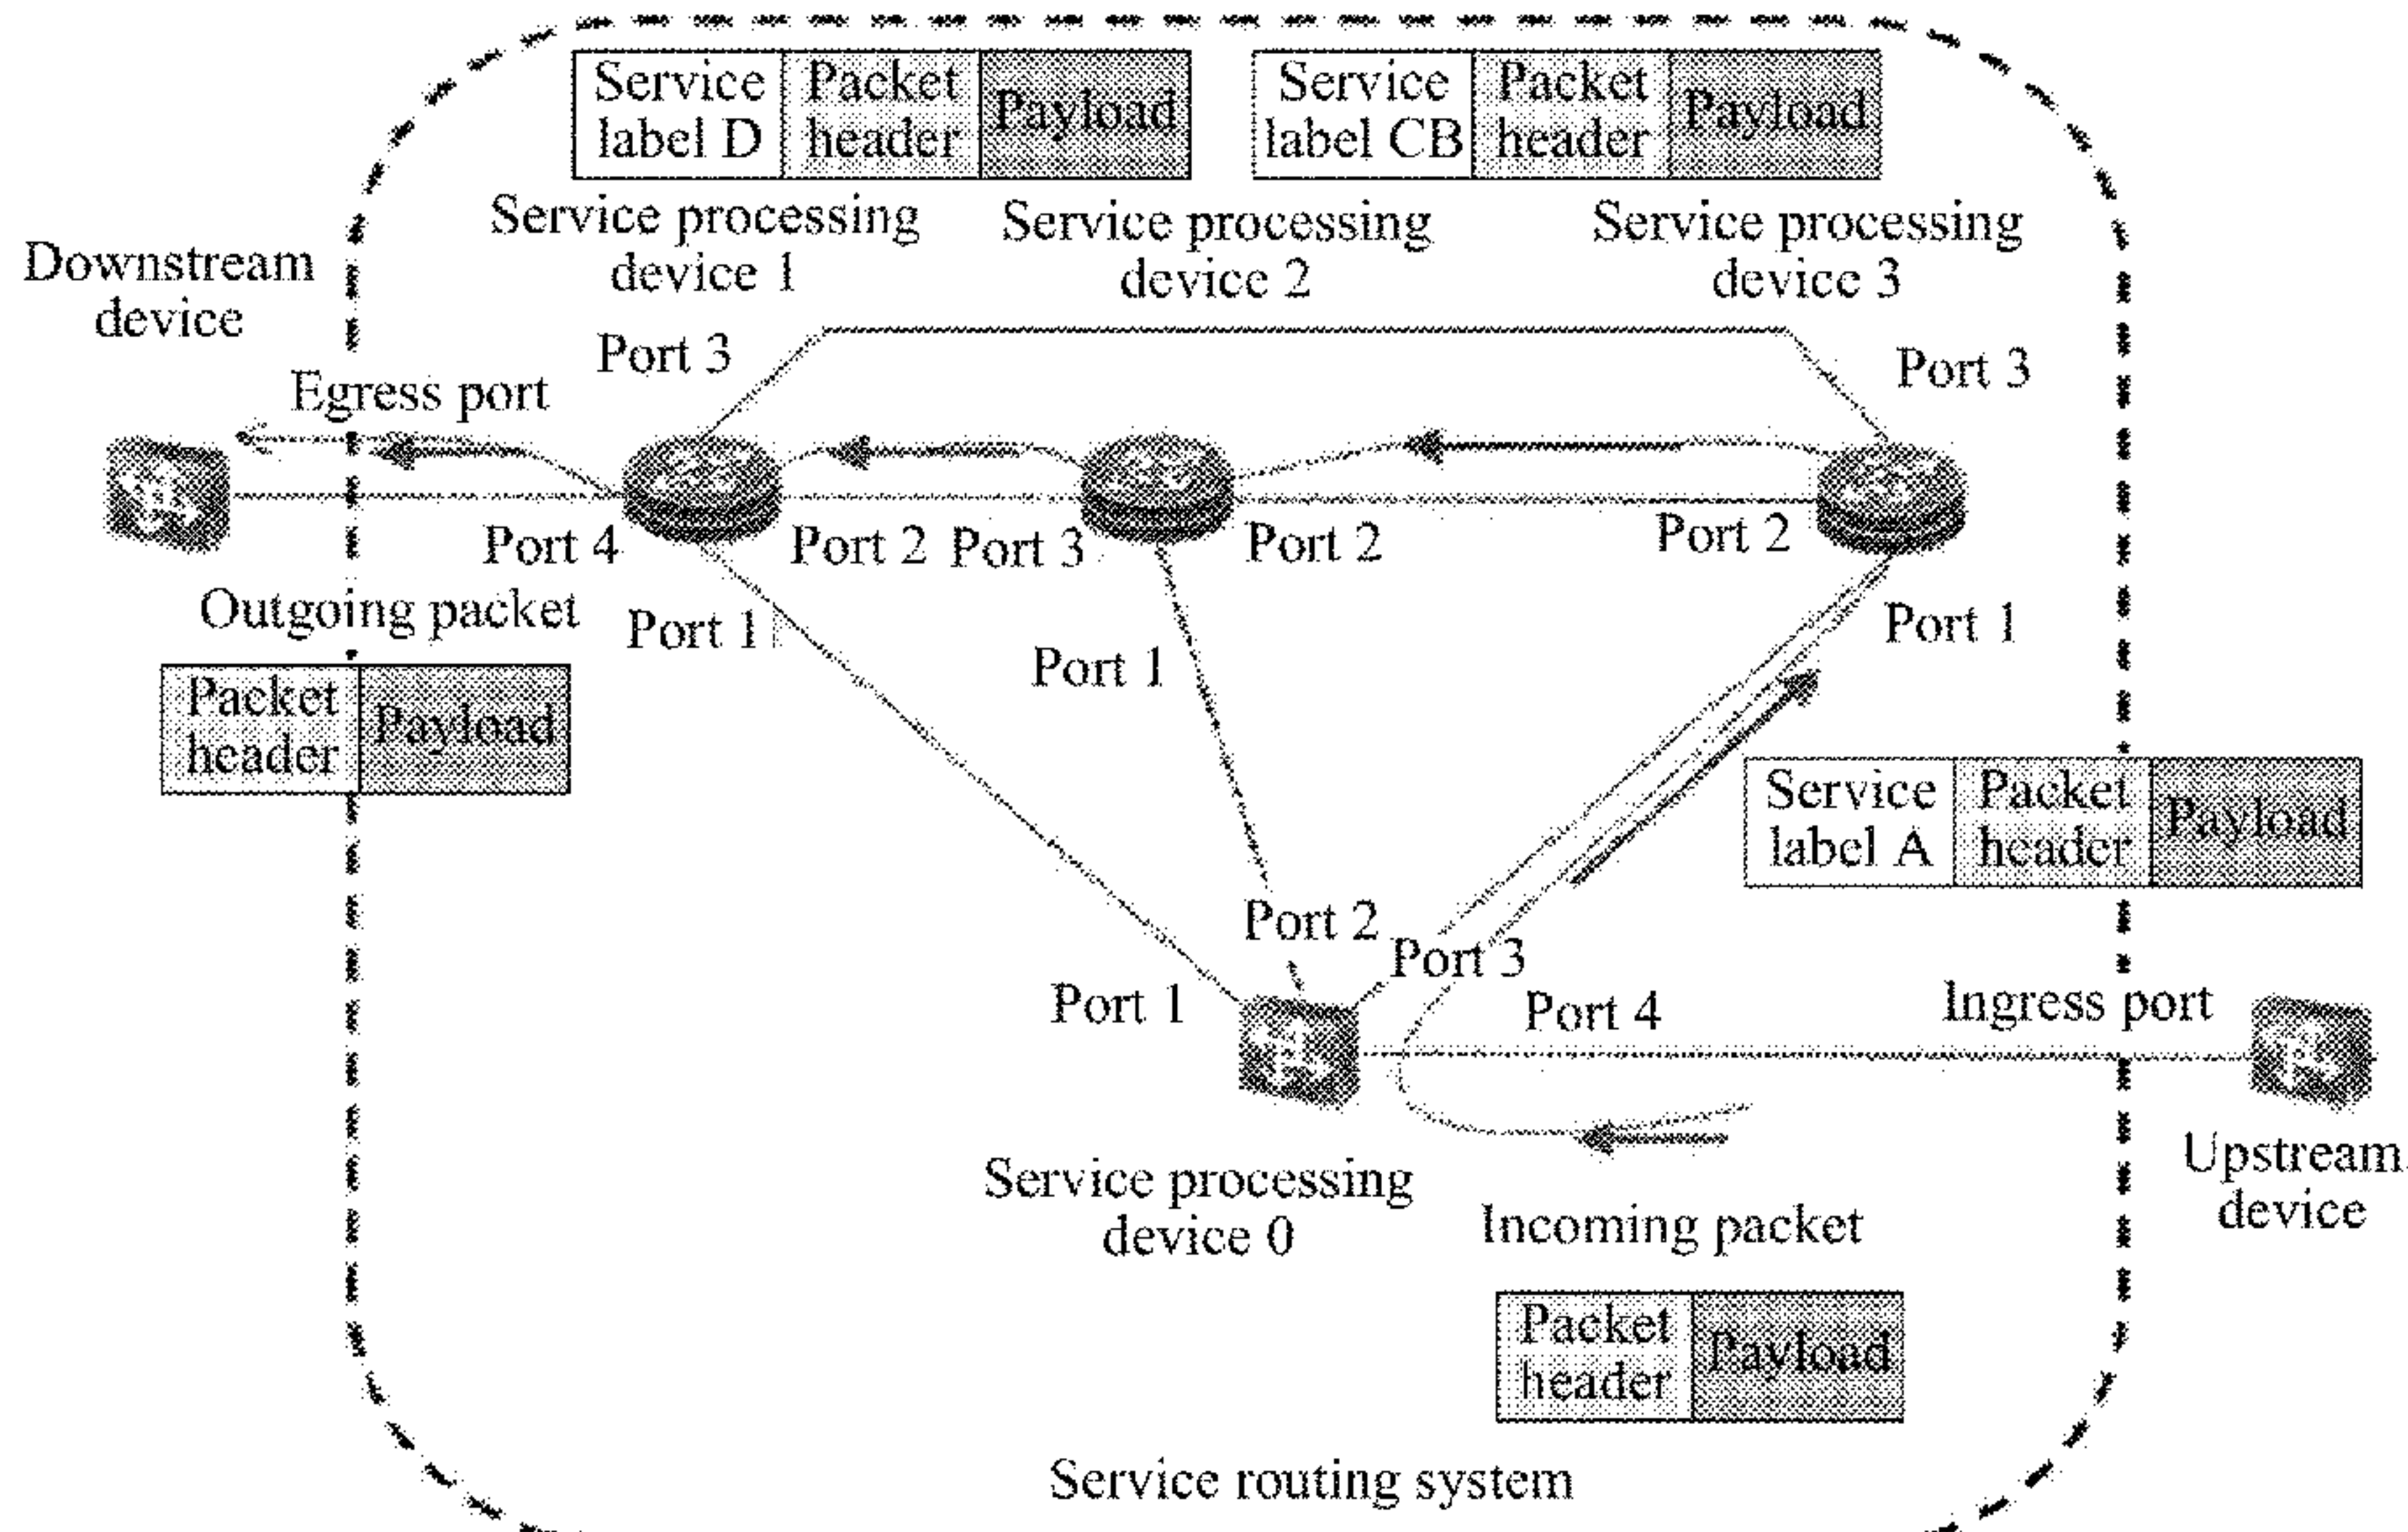 Service label D
Packet header
Payload
Service label CB
Packet header
Payload
Service processing device 1
Service processing device 2
Service processing device 3
Downstream device
Port 3
Port 3
Egress port
Port 4
Port 2
Port 3
Port 2
Port 2
Outgoing packet
Port 1
Port 1
Port 1
Packet header
Payload
Service label A
Packet header
Payload
Port 2
Port 3
Port 1
Port 4
Ingress port
Service processing device 0
Incoming packet
Upstream device
Packet header
Payload
Service routing system